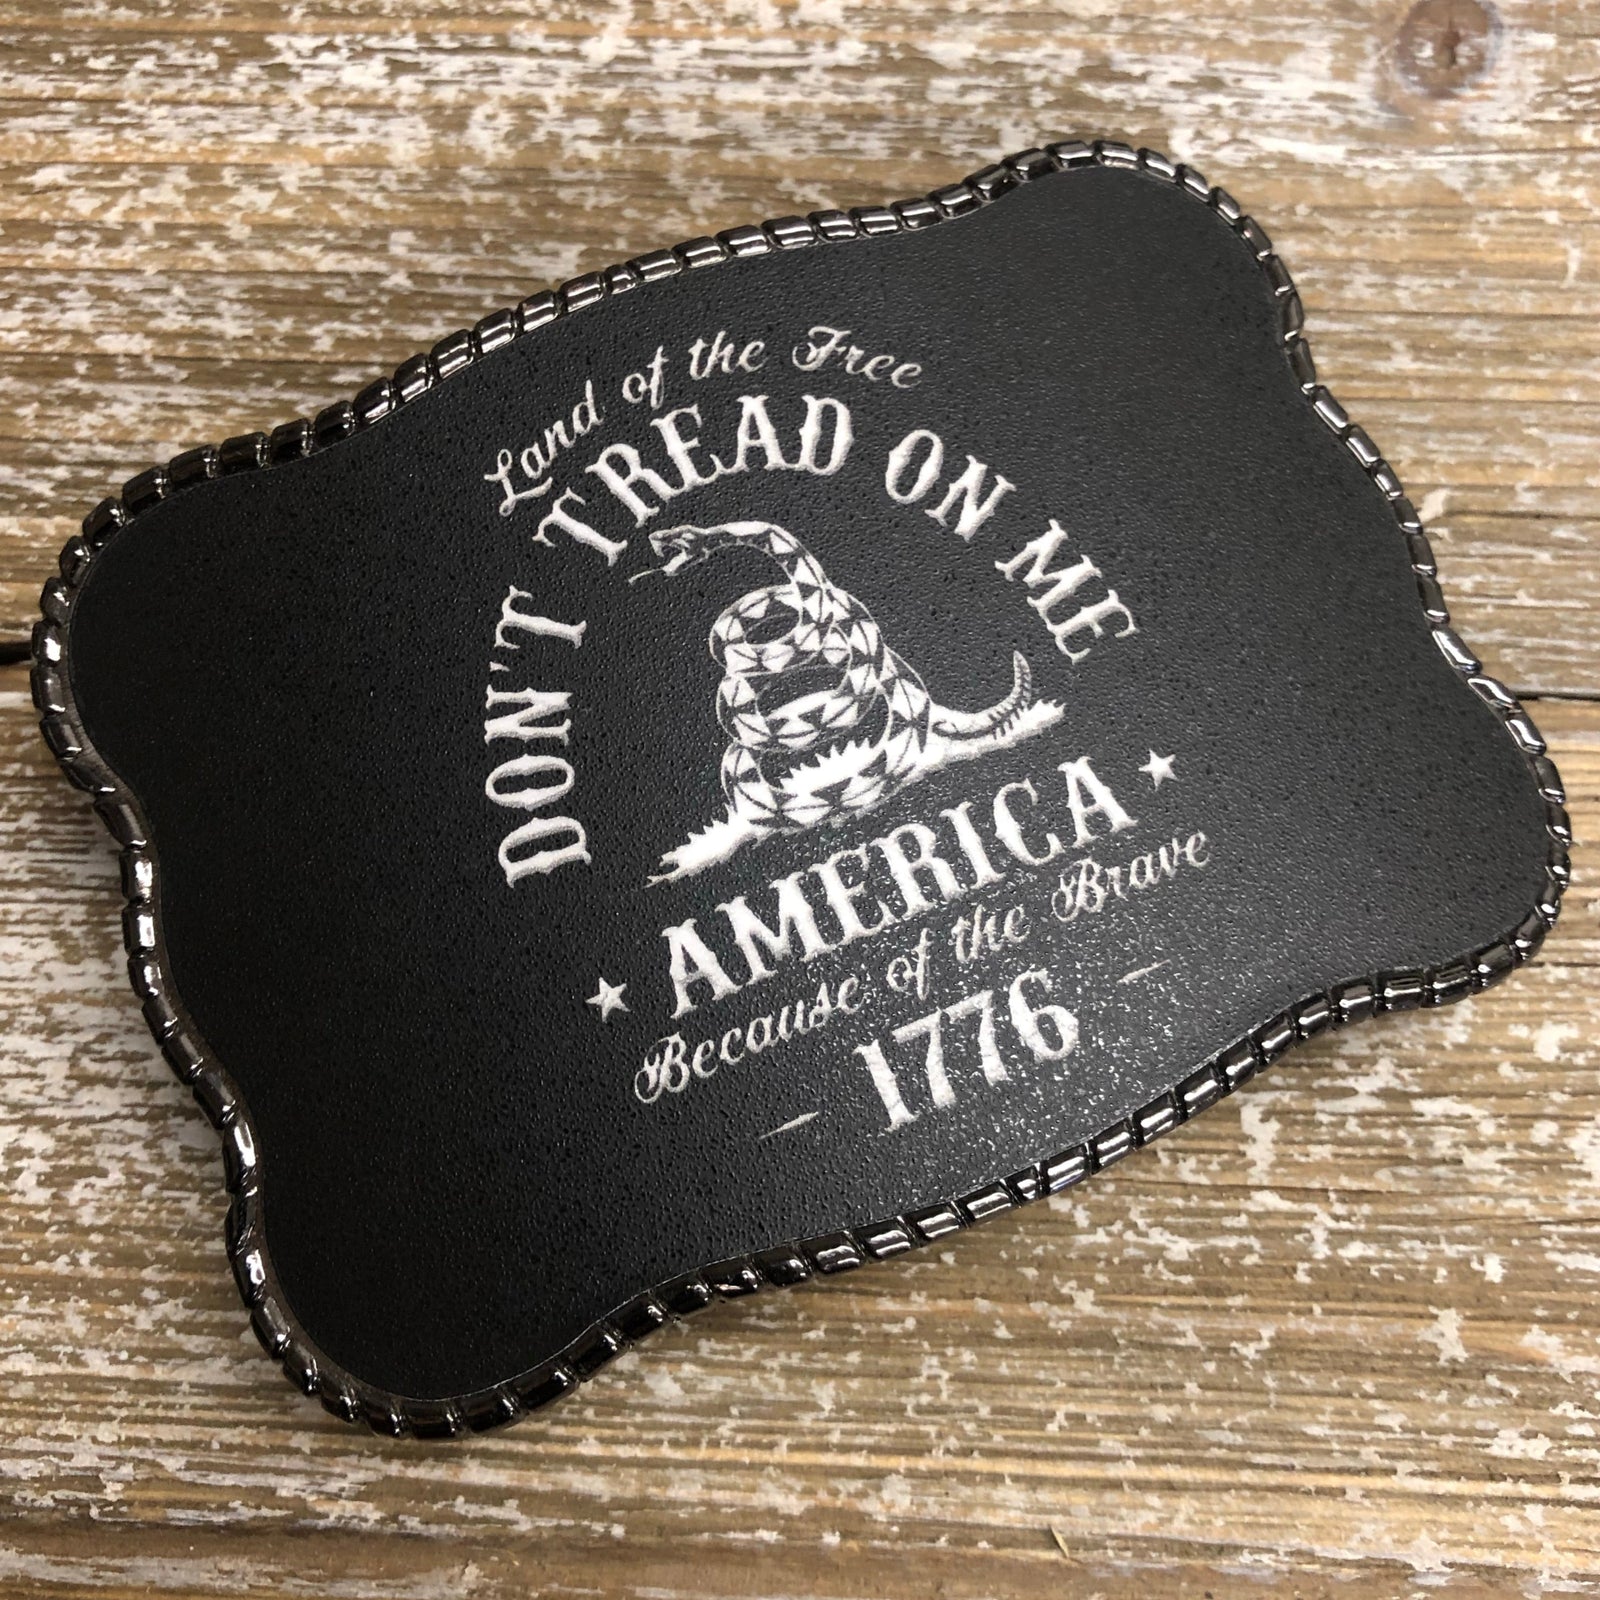 Land of the Free
DON'T TREAD ON ME
AMERICA
Because of the Brave
1776